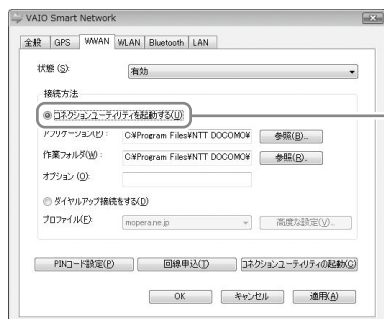 VAIO Smart Network
全般 GPS WWAN WLAN Bluetooth LAN
状態 (S): 有効
接続方法
コネクションユーティリティを起動する(U)
アプリケーション(P): C:¥Program Files¥NTT DOCOMO¥ 参照(B)...
作業フォルダ(W): C:¥Program Files¥NTT DOCOMO¥ 参照(R)...
オプション (O):
ダイヤルアップ接続をする(D)
プロファイル(F): mopera.ne.jp 高度な設定(V)...
PINコード設定(P) 回線申込(T) コネクションユーティリティの起動(C)
OK キャンセル 適用(A)